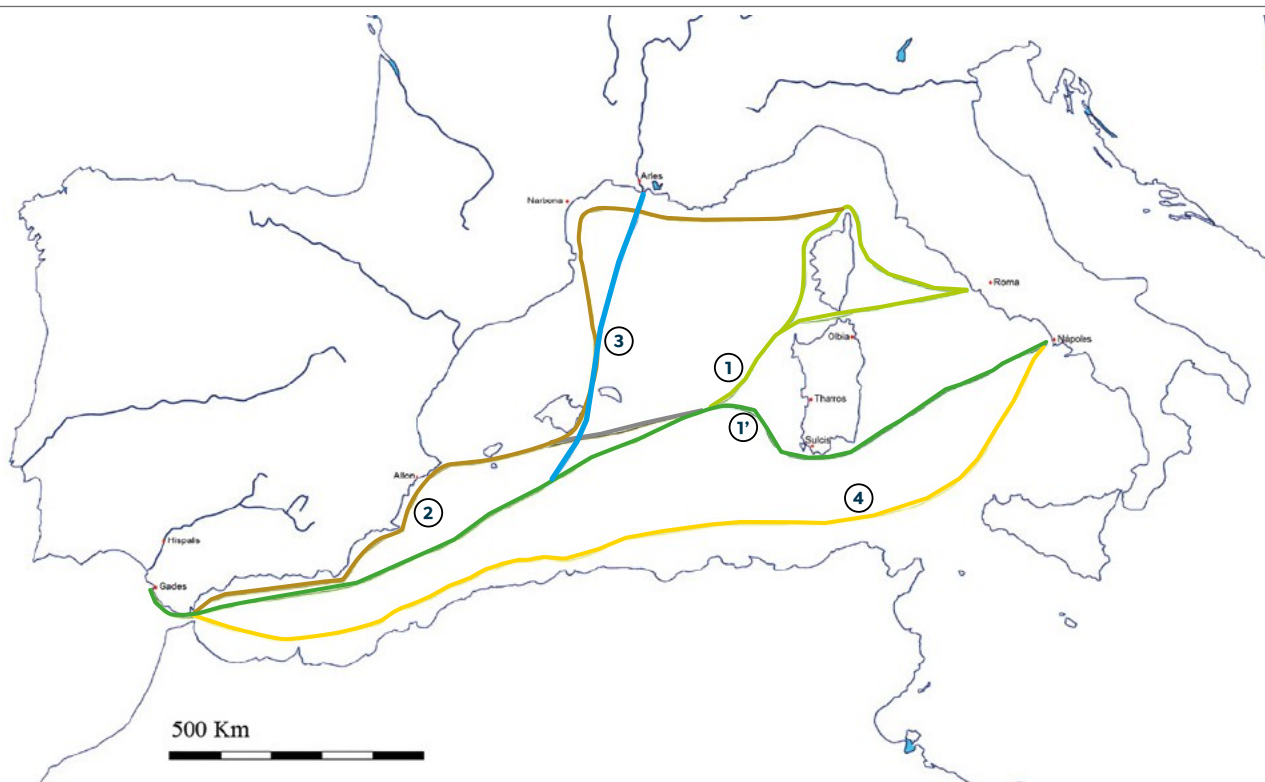 Arles
Narbona
Roma
3
Olbia
Nápoles
1
Tharros
1'
Sulcis
Allon
4
2
Hispalis
Gades
500 Km